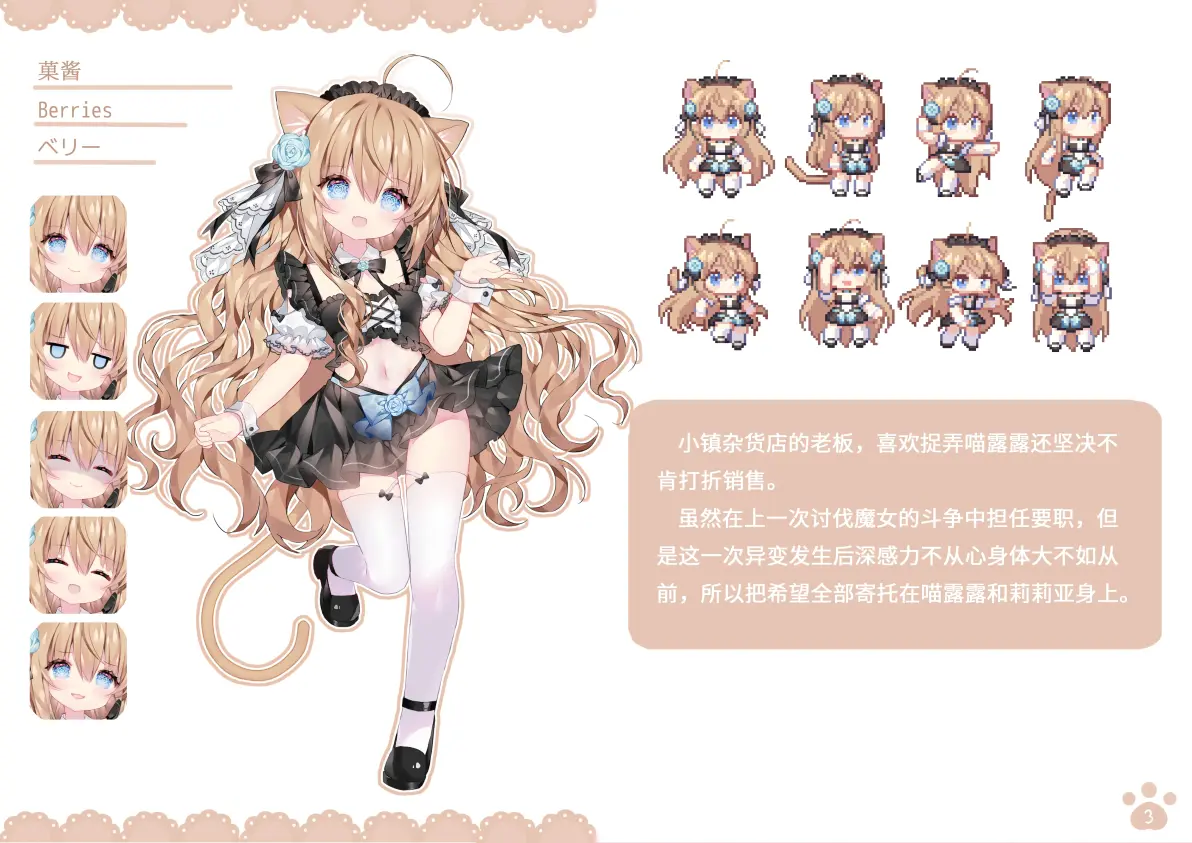 菓酱
Berries
ベリー
小镇杂货店的老板，喜欢捉弄喵露露还坚决不
肯打折销售。
虽然在上一次讨伐魔女的斗争中担任要职，但
是这一次异变发生后深感力不从心身体大不如从
前，所以把希望全部寄托在喵露露和莉莉亚身上。
3